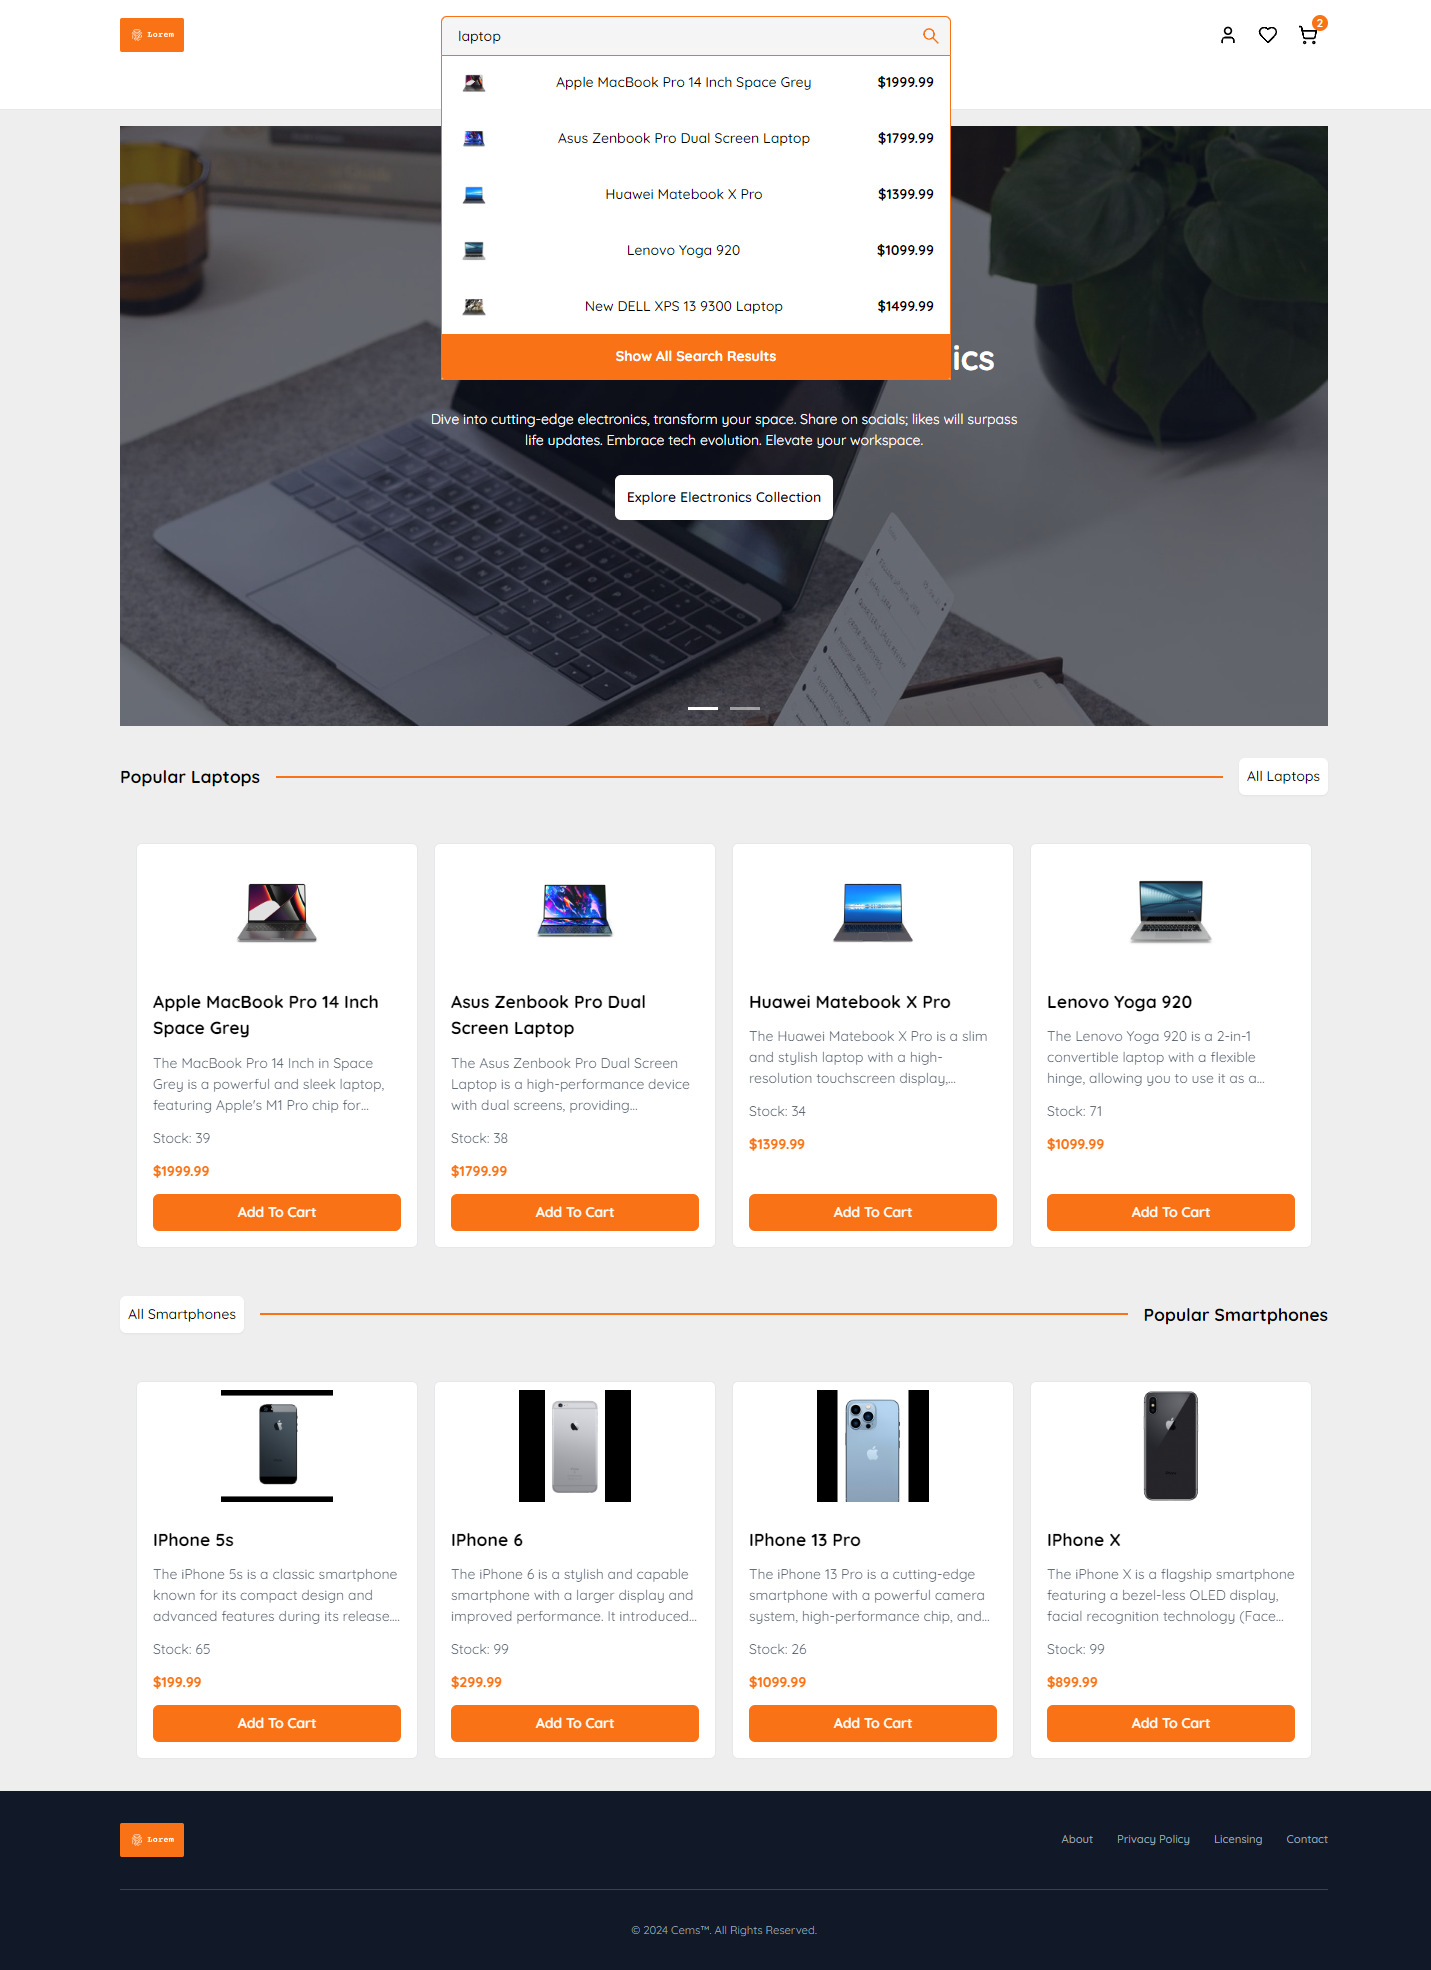 Lorem
laptop
2
Apple MacBook Pro 14 Inch Space Grey $1999.99
Asus Zenbook Pro Dual Screen Laptop $1799.99
Huawei Matebook X Pro $1399.99
Lenovo Yoga 920 $1099.99
New DELL XPS 13 9300 Laptop $1499.99
Show All Search Results
ics
Dive into cutting-edge electronics, transform your space. Share on socials; likes will surpass
life updates. Embrace tech evolution. Elevate your workspace.
Explore Electronics Collection
Popular Laptops
All Laptops
Apple MacBook Pro 14 Inch
Space Grey
The MacBook Pro 14 Inch in Space
Grey is a powerful and sleek laptop,
featuring Apple's M1 Pro chip for...
Stock: 39
$1999.99
Add To Cart
Asus Zenbook Pro Dual
Screen Laptop
The Asus Zenbook Pro Dual Screen
Laptop is a high-performance device
with dual screens, providing...
Stock: 38
$1799.99
Add To Cart
Huawei Matebook X Pro
The Huawei Matebook X Pro is a slim
and stylish laptop with a high-
resolution touchscreen display,...
Stock: 34
$1399.99
Add To Cart
Lenovo Yoga 920
The Lenovo Yoga 920 is a 2-in-1
convertible laptop with a flexible
hinge, allowing you to use it as a...
Stock: 71
$1099.99
Add To Cart
All Smartphones
Popular Smartphones
IPhone 5s
The iPhone 5s is a classic smartphone
known for its compact design and
advanced features during its release....
Stock: 65
$199.99
Add To Cart
IPhone 6
The iPhone 6 is a stylish and capable
smartphone with a larger display and
improved performance. It introduced...
Stock: 99
$299.99
Add To Cart
IPhone 13 Pro
The iPhone 13 Pro is a cutting-edge
smartphone with a powerful camera
system, high-performance chip, and...
Stock: 26
$1099.99
Add To Cart
IPhone X
The iPhone X is a flagship smartphone
featuring a bezel-less OLED display,
facial recognition technology (Face...
Stock: 99
$899.99
Add To Cart
Lorem
About Privacy Policy Licensing Contact
© 2024 Cems™. All Rights Reserved.